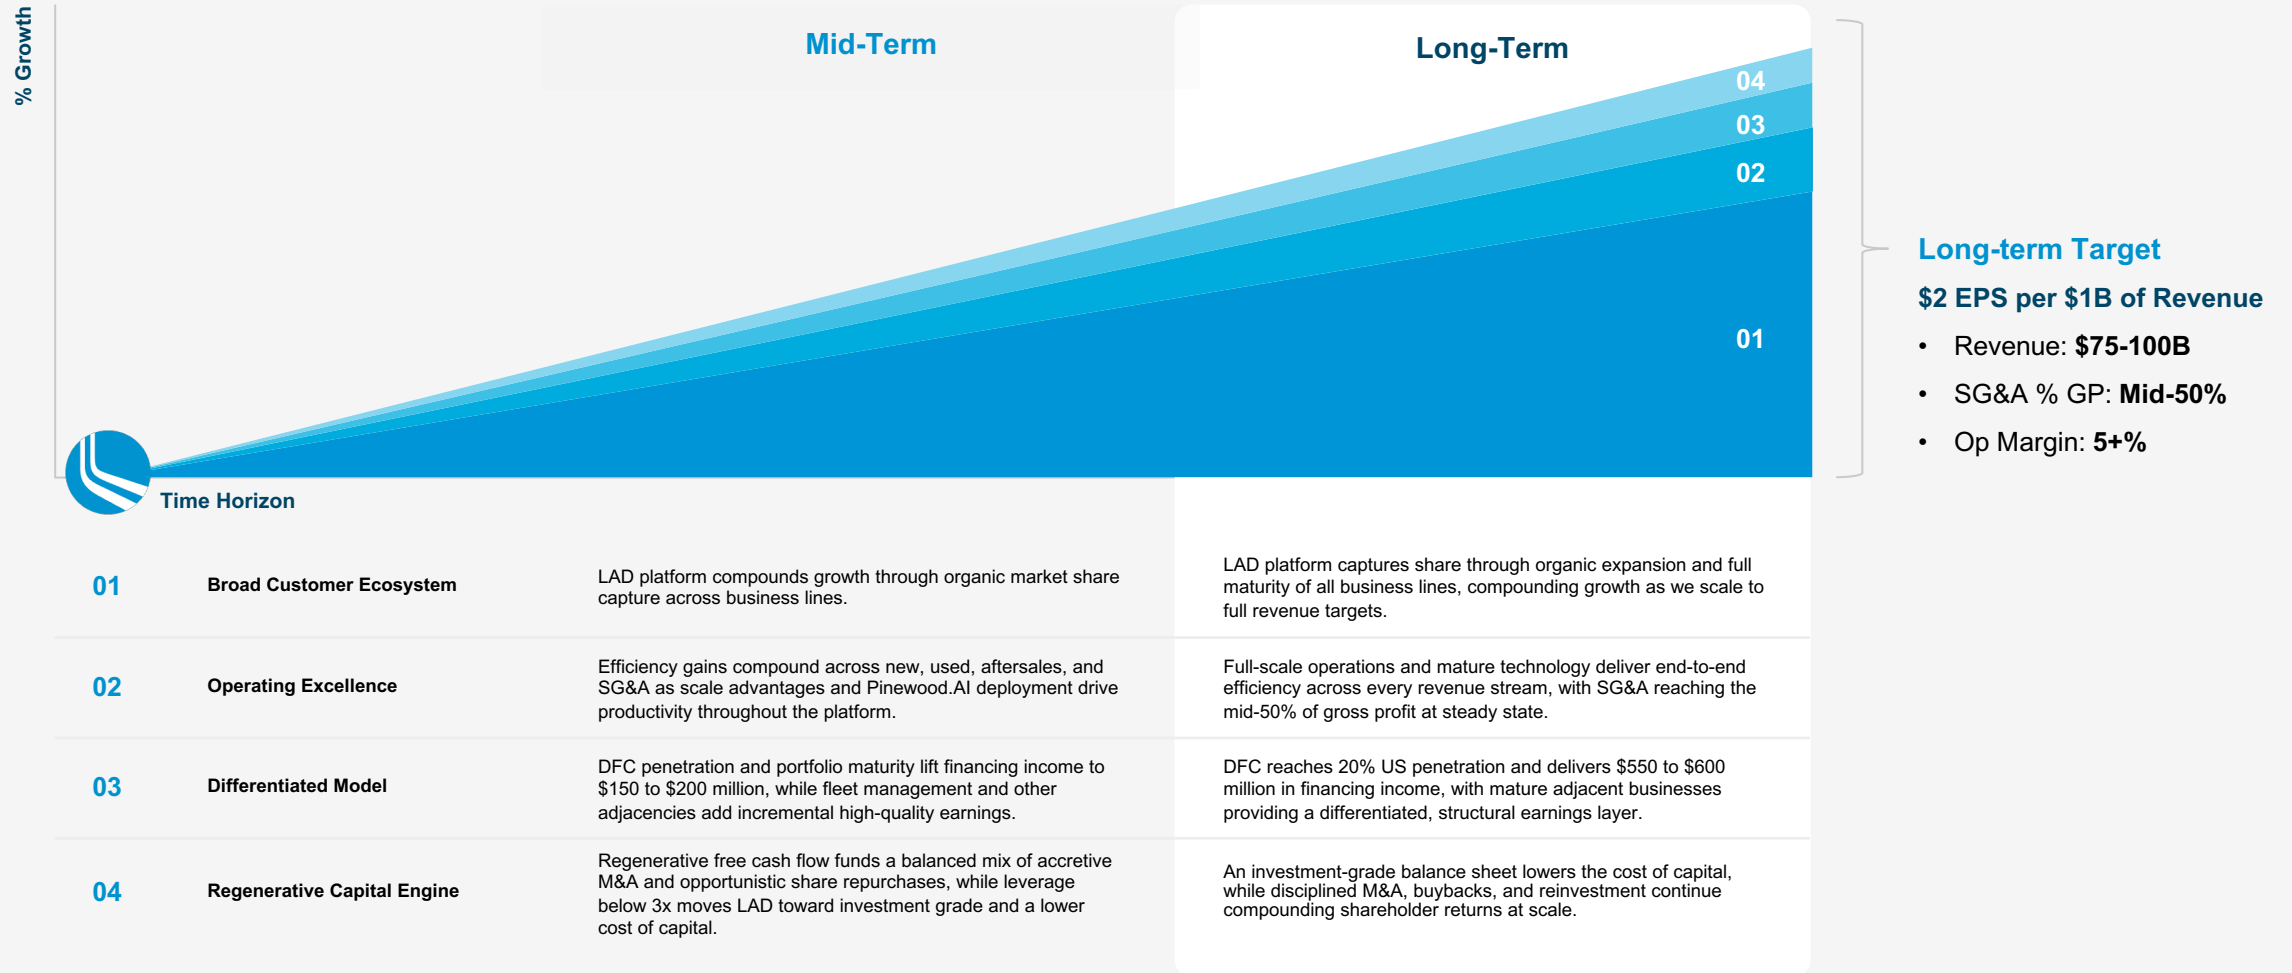 % Growth
Mid-Term
Long-Term
04
03
02
01
Long-term Target
$2 EPS per $1B of Revenue
• Revenue: $75-100B
• SG&A % GP: Mid-50%
• Op Margin: 5+%
Time Horizon
01
Broad Customer Ecosystem
LAD platform compounds growth through organic market share
capture across business lines.
LAD platform captures share through organic expansion and full
maturity of all business lines, compounding growth as we scale to
full revenue targets.
02
Operating Excellence
Efficiency gains compound across new, used, aftersales, and
SG&A as scale advantages and Pinewood.AI deployment drive
productivity throughout the platform.
Full-scale operations and mature technology deliver end-to-end
efficiency across every revenue stream, with SG&A reaching the
mid-50% of gross profit at steady state.
03
Differentiated Model
DFC penetration and portfolio maturity lift financing income to
$150 to $200 million, while fleet management and other
adjacencies add incremental high-quality earnings.
DFC reaches 20% US penetration and delivers $550 to $600
million in financing income, with mature adjacent businesses
providing a differentiated, structural earnings layer.
04
Regenerative Capital Engine
Regenerative free cash flow funds a balanced mix of accretive
M&A and opportunistic share repurchases, while leverage
below 3x moves LAD toward investment grade and a lower
cost of capital.
An investment-grade balance sheet lowers the cost of capital,
while disciplined M&A, buybacks, and reinvestment continue
compounding shareholder returns at scale.